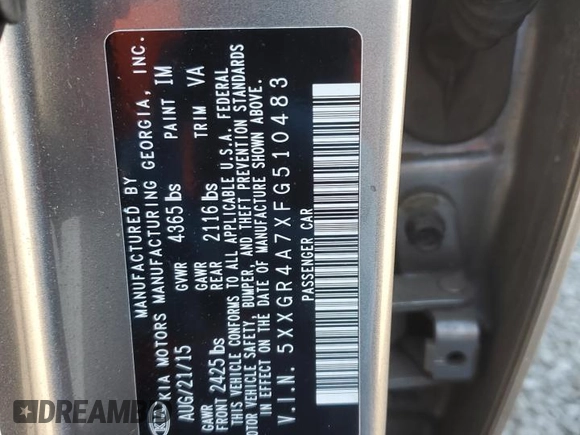 MANUFACTURED BY
KIA KIA MOTORS MANUFACTURING GEORGIA, INC.
AUG/21/15 GVWR 4365 lbs PAINT IM
GAWR FRONT 2425 lbs GAWR REAR 2116 lbs TRIM VA
THIS VEHICLE CONFORMS TO ALL APPLICABLE U.S.A. FEDERAL
MOTOR VEHICLE SAFETY, BUMPER, AND THEFT PREVENTION STANDARDS
IN EFFECT ON THE DATE OF MANUFACTURE SHOWN ABOVE.
V.I.N. 5XXGR4A7XFG510483
PASSENGER CAR